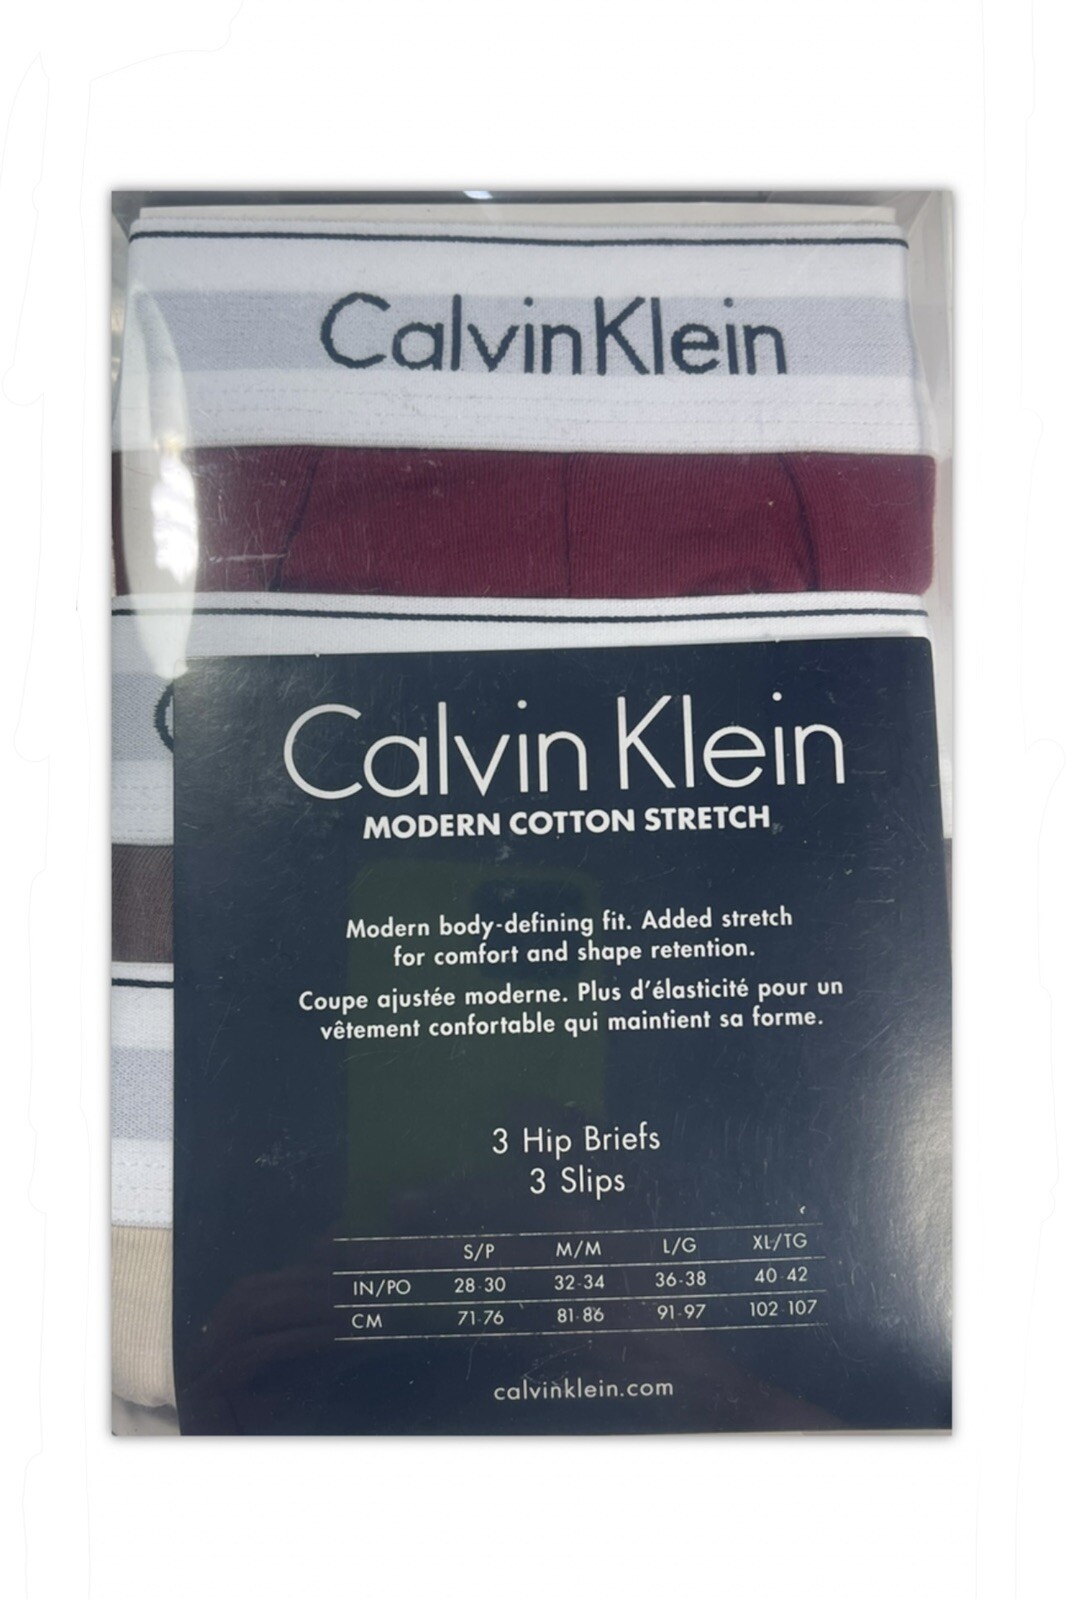 CalvinKlein
Calvin Klein
MODERN COTTON STRETCH
Modern body-defining fit. Added stretch
for comfort and shape retention.
Coupe ajustée moderne. Plus d'élasticité pour un
vêtement confortable qui maintient sa forme.
3 Hip Briefs
3 Slips
S/P M/M L/G XL/TG
IN/PO 28-30 32-34 36-38 40-42
CM 71-76 81-86 91-97 102-107
calvinklein.com